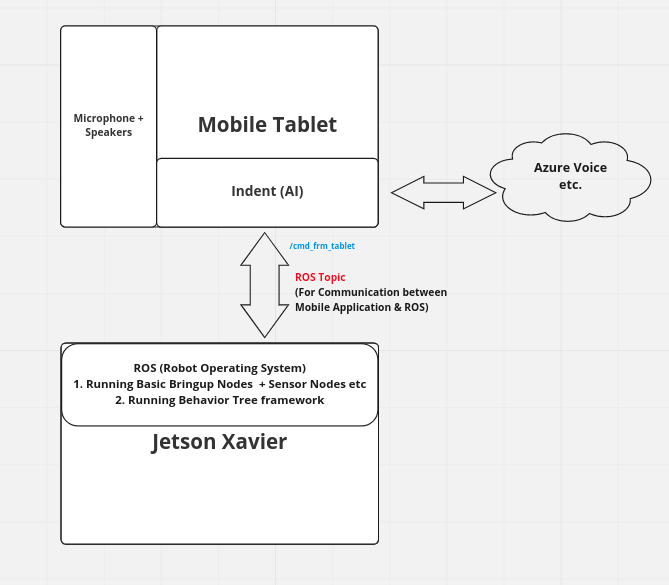 Microphone +
Speakers
Mobile Tablet
Indent (AI)
Azure Voice
etc.
/cmd_frm_tablet
ROS Topic
(For Communication between
Mobile Application & ROS)
ROS (Robot Operating System)
1. Running Basic Bringup Nodes + Sensor Nodes etc
2. Running Behavior Tree framework
Jetson Xavier